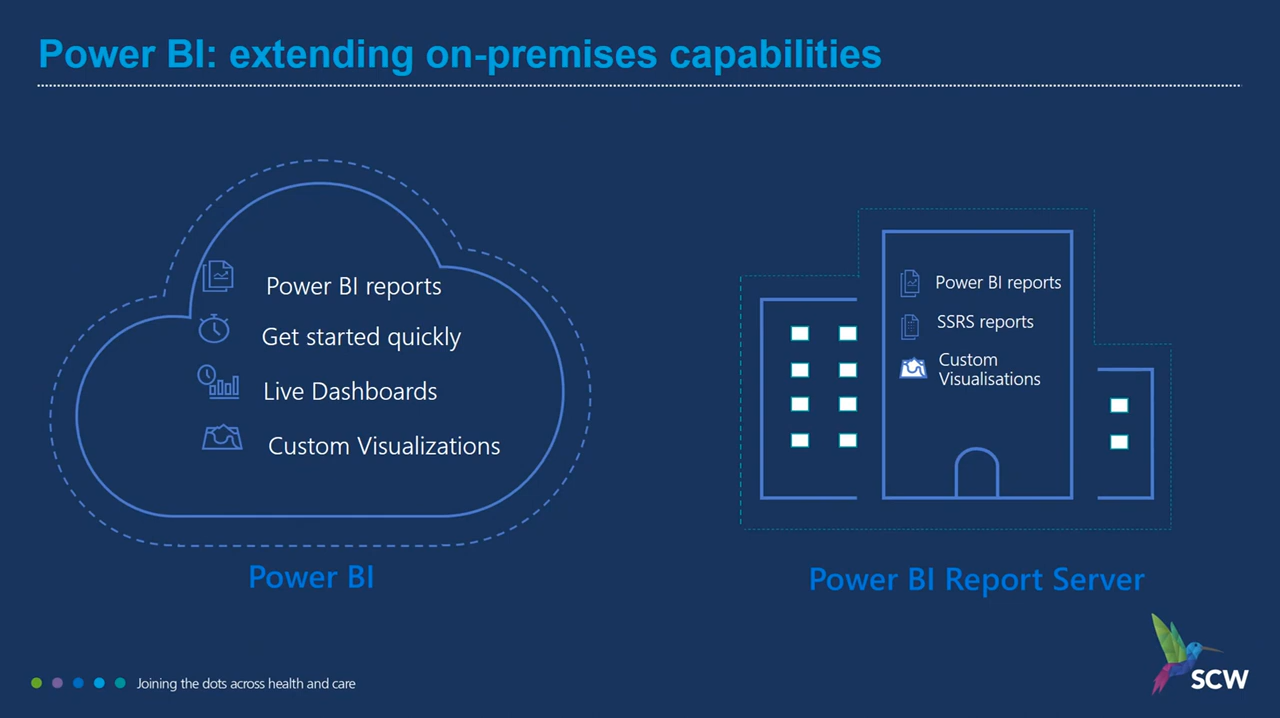 Power BI: extending on-premises capabilities
Power BI reports
Get started quickly
Live Dashboards
Custom Visualizations
Power BI
Power BI reports
SSRS reports
Custom
Visualisations
Power BI Report Server
Joining the dots across health and care
SCW